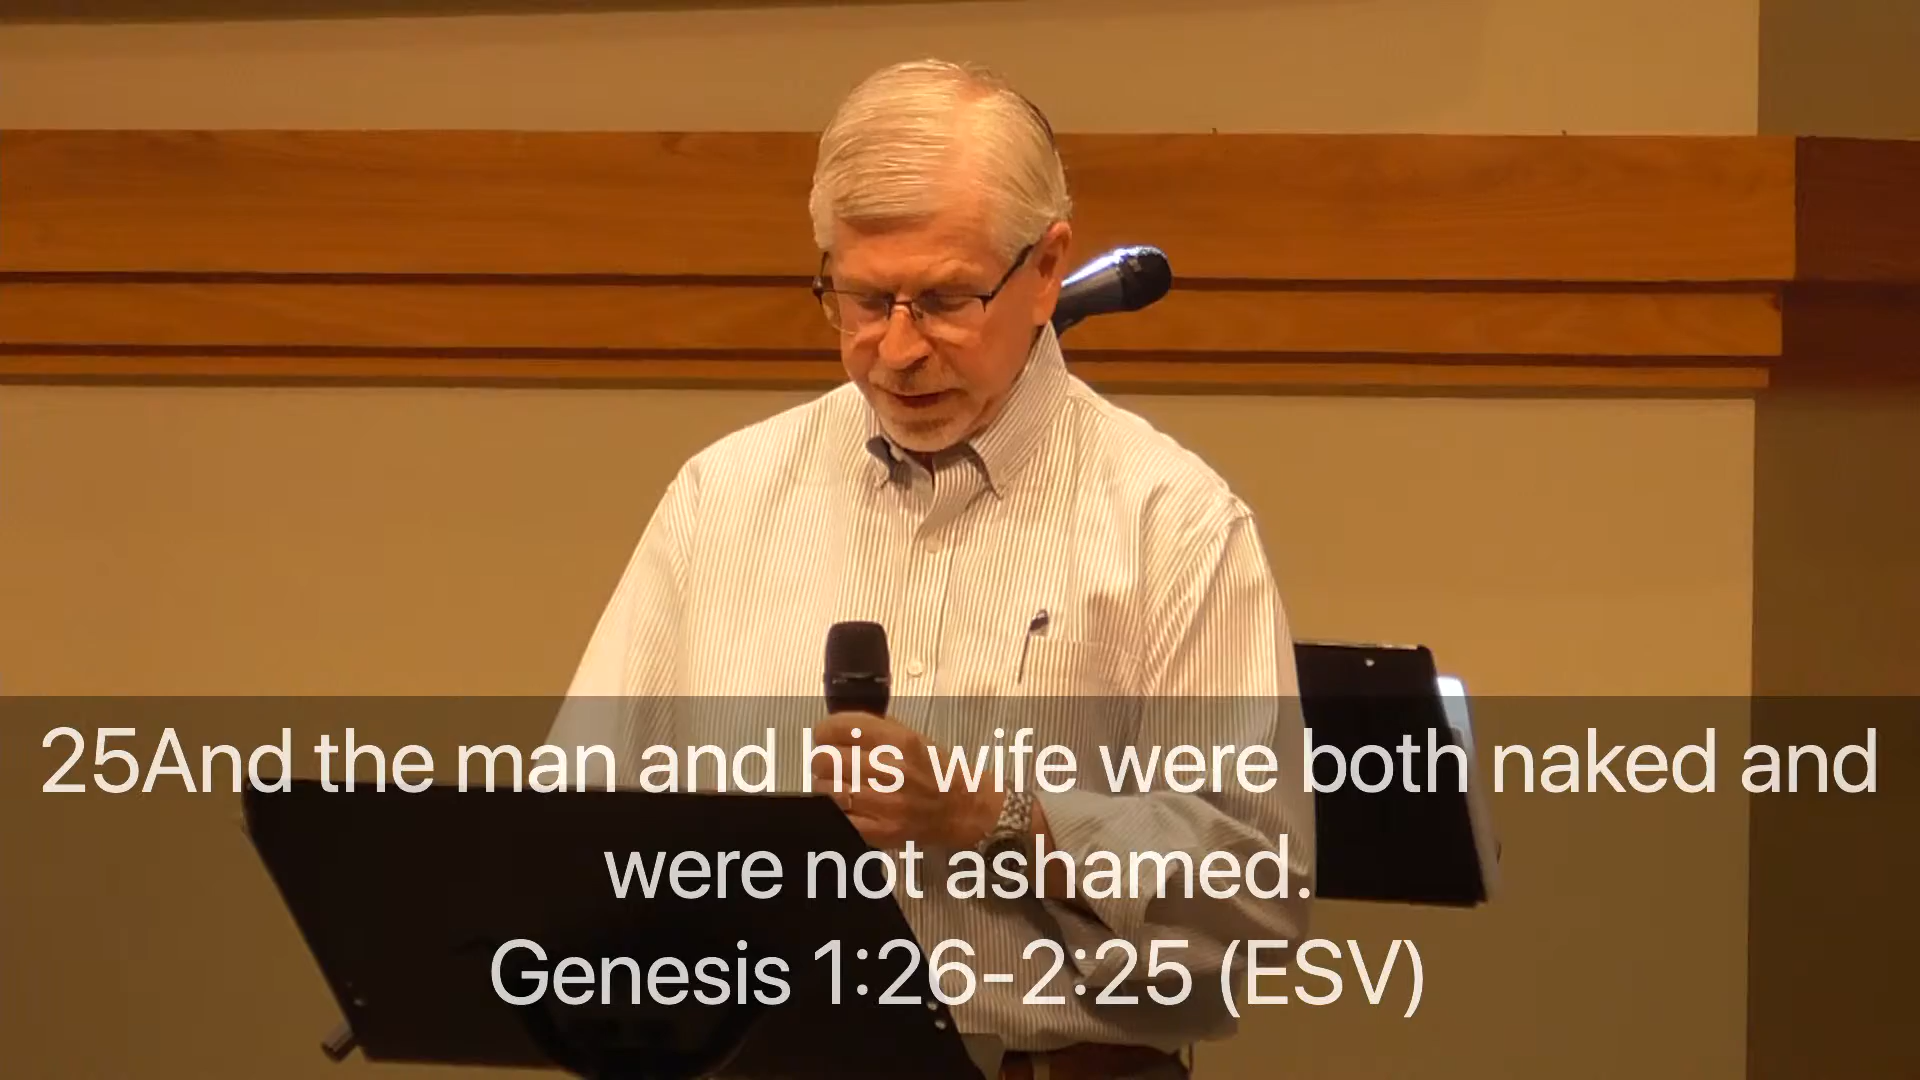 25And the man and his wife were both naked and
were not ashamed.
Genesis 1:26-2:25 (ESV)